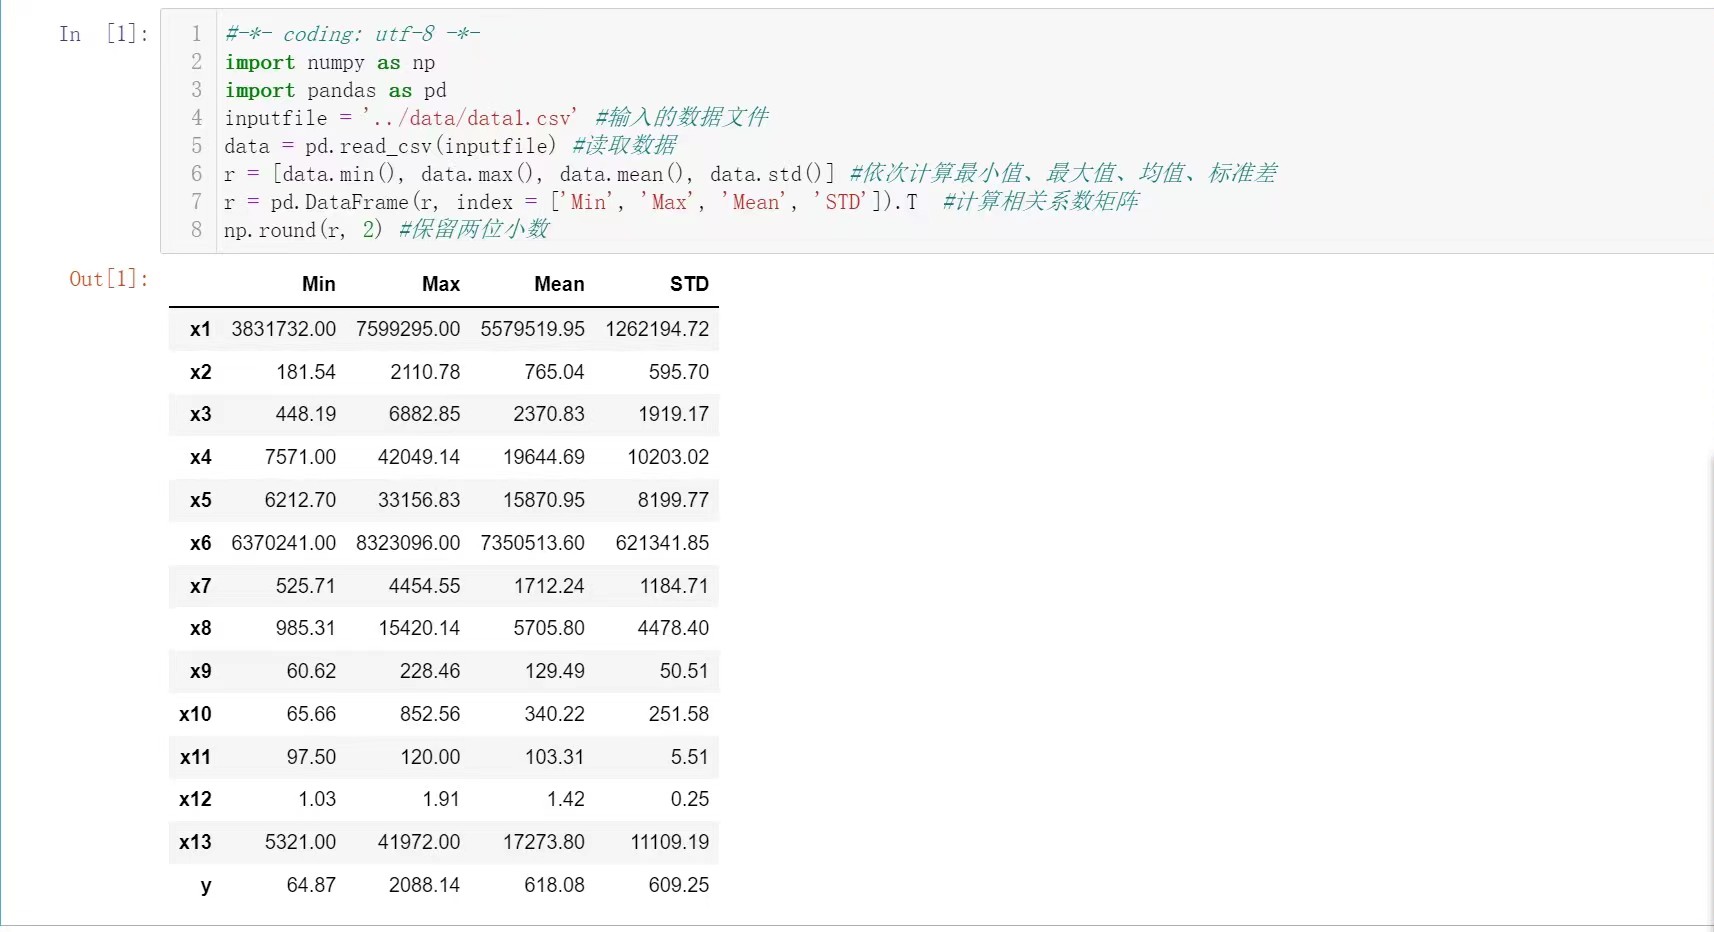 In [1]:
1 #-*- coding: utf-8 -*-
2 import numpy as np
3 import pandas as pd
4 inputfile = '../data/data1.csv' #输入的数据文件
5 data = pd.read_csv(inputfile) #读取数据
6 r = [data.min(), data.max(), data.mean(), data.std()] #依次计算最小值、最大值、均值、标准差
7 r = pd.DataFrame(r, index = ['Min', 'Max', 'Mean', 'STD']).T #计算相关系数矩阵
8 np.round(r, 2) #保留两位小数
Out[1]:
Min Max Mean STD
x1 3831732.00 7599295.00 5579519.95 1262194.72
x2 181.54 2110.78 765.04 595.70
x3 448.19 6882.85 2370.83 1919.17
x4 7571.00 42049.14 19644.69 10203.02
x5 6212.70 33156.83 15870.95 8199.77
x6 6370241.00 8323096.00 7350513.60 621341.85
x7 525.71 4454.55 1712.24 1184.71
x8 985.31 15420.14 5705.80 4478.40
x9 60.62 228.46 129.49 50.51
x10 65.66 852.56 340.22 251.58
x11 97.50 120.00 103.31 5.51
x12 1.03 1.91 1.42 0.25
x13 5321.00 41972.00 17273.80 11109.19
y 64.87 2088.14 618.08 609.25